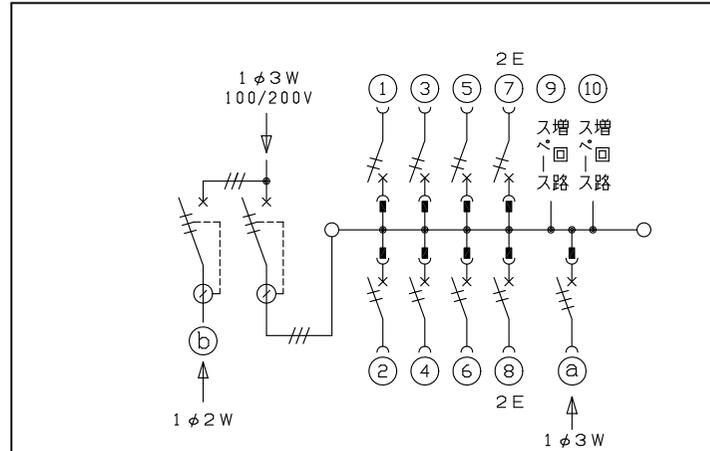 2E
1φ3W
100/200V
① ③ ⑤ ⑦ ⑨ ⑩
増回路
スペース
増回路
スペース
ⓑ
② ④ ⑥ ⑧ ⓐ
1φ2W
2E
1φ3W